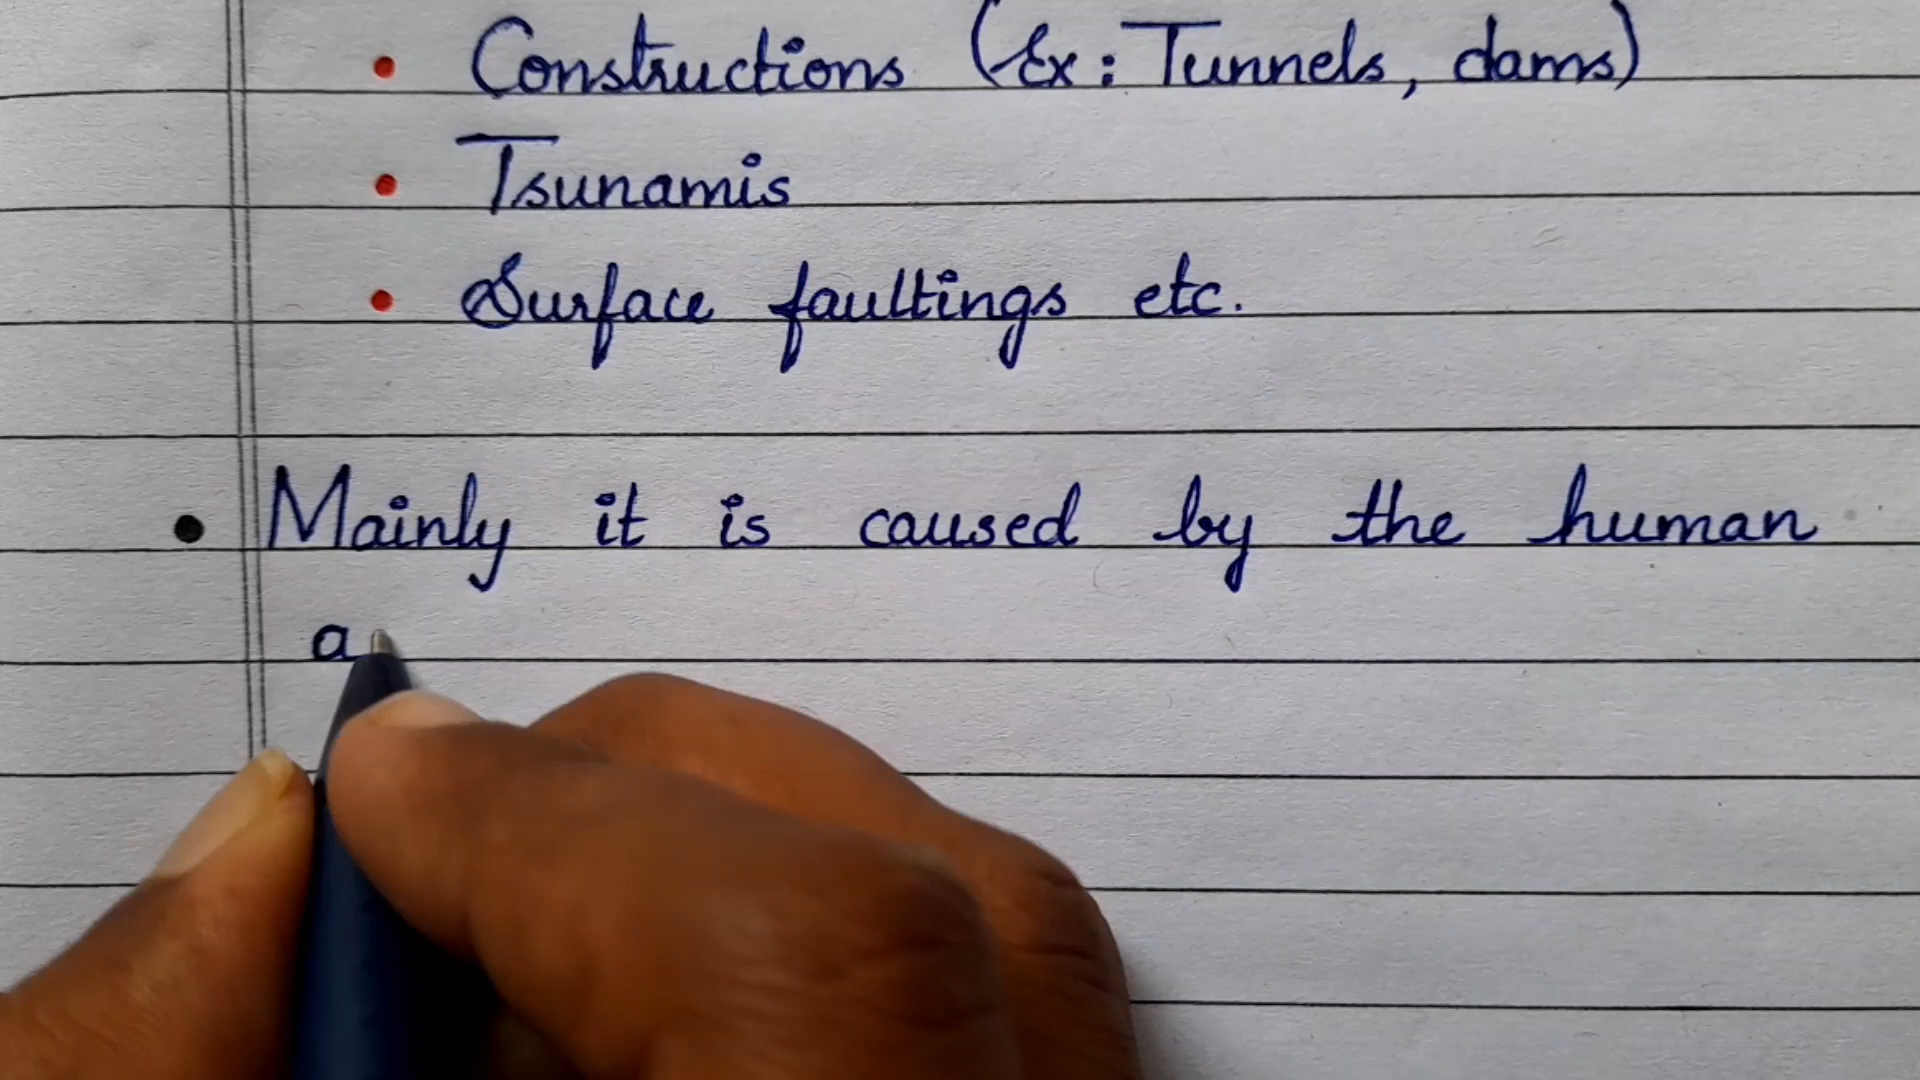 • Constructions (Ex: Tunnels, dams)
• Tsunamis
• Surface faultings etc.
• Mainly it is caused by the human
a